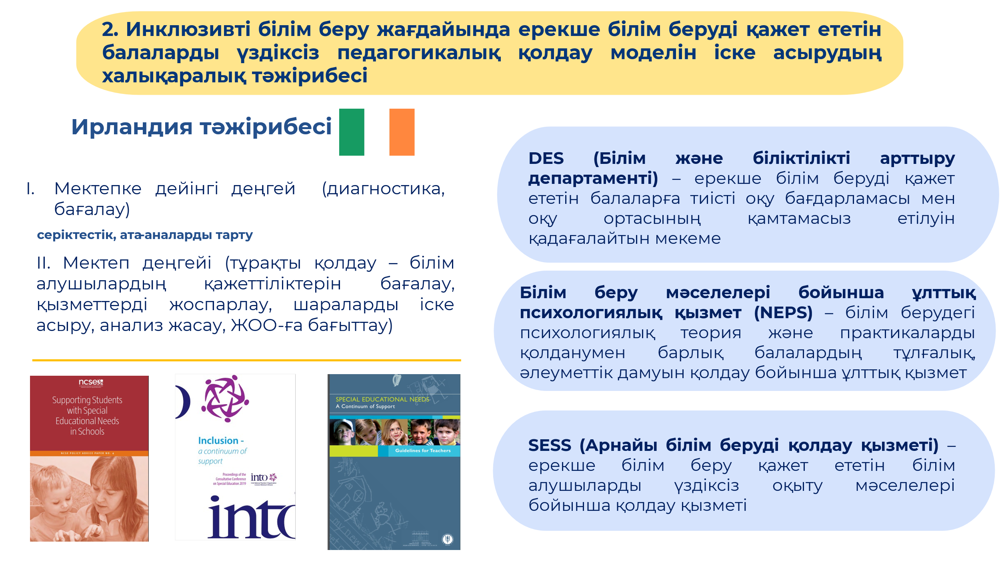 2. Инклюзивті білім беру жағдайында ерекше білім беруді қажет ететін
балаларды үздіксіз педагогикалық қолдау моделін іске асырудың
халықаралық тәжірибесі
Ирландия тәжірибесі
I. Мектепке дейінгі деңгей (диагностика,
бағалау)
серіктестік, ата-аналарды тарту
II. Мектеп деңгейі (тұрақты қолдау – білім
алушылардың қажеттіліктерін бағалау,
қызметтерді жоспарлау, шараларды іске
асыру, анализ жасау, ЖОО-ға бағыттау)
DES (Білім және біліктілікті арттыру
департаменті) – ерекше білім беруді қажет
ететін балаларға тиісті оқу бағдарламасы мен
оқу ортасының қамтамасыз етілуін
қадағалайтын мекеме
Білім беру мәселелері бойынша ұлттық
психологиялық қызмет (NEPS) – білім берудегі
психологиялық теория және практикаларды
қолданумен барлық балалардың тұлғалық,
әлеуметтік дамуын қолдау бойынша ұлттық қызмет
SESS (Арнайы білім беруді қолдау қызметі) –
ерекше білім беру қажет ететін білім
алушыларды үздіксіз оқыту мәселелері
бойынша қолдау қызметі
ncse
Supporting Students
with Special
Educational Needs
in Schools
NCSE POLICY ADVICE PAPER NO. 4
Inclusion -
a continuum of
support
Proceedings of the
Consultative Conference
on Special Education 2019
into
into
SPECIAL EDUCATIONAL NEEDS
A Continuum of Support
Guidelines for Teachers